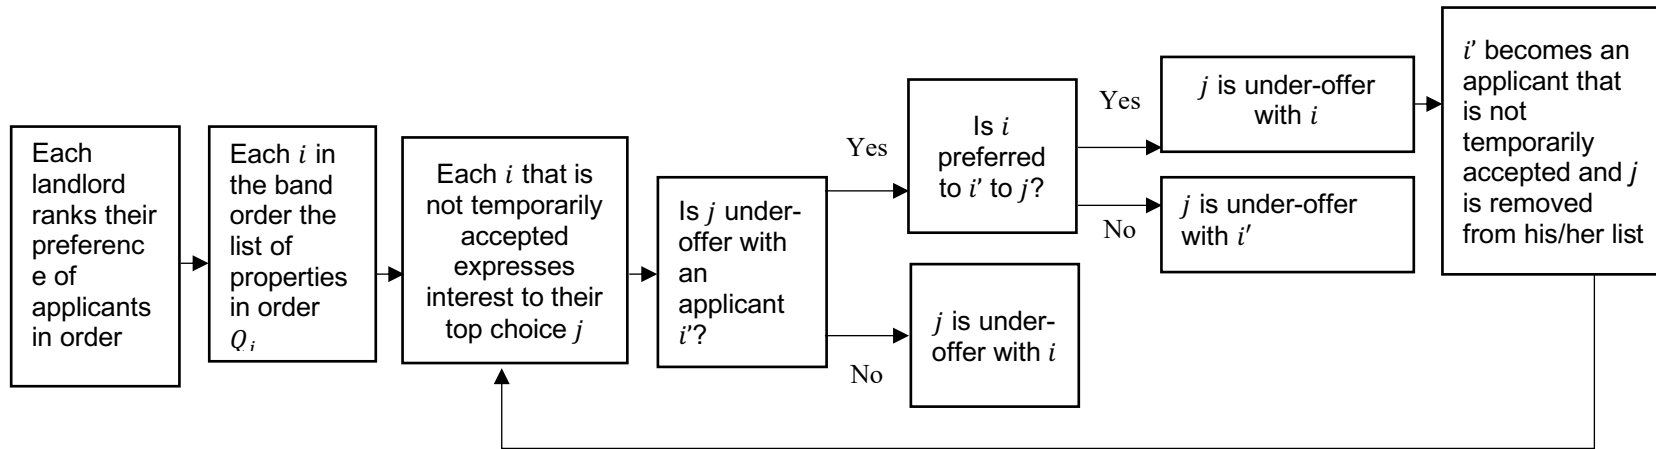 Each
landlord
ranks their
preferenc
e of
applicants
in order
Each 𝑖 in
the band
order the
list of
properties
in order
𝑄ᵢ
Each 𝑖 that is
not temporarily
accepted
expresses
interest to their
top choice 𝑗
Is 𝑗 under-
offer with
an
applicant
𝑖’?
Yes
No
Is 𝑖
preferred
to 𝑖’ to 𝑗?
𝑗 is under-
offer with 𝑖
Yes
No
𝑗 is under-offer
with 𝑖
𝑗 is under-offer
with 𝑖′
𝑖’ becomes an
applicant that
is not
temporarily
accepted and 𝑗
is removed
from his/her list